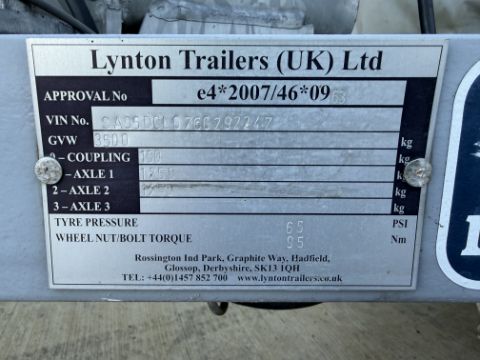 Lynton Trailers (UK) Ltd
APPROVAL No e4*2007/46*09
VIN No.
GVW 3500 kg
0 – COUPLING 150 kg
– AXLE 1 kg
2 – AXLE 2 kg
3 – AXLE 3 kg
TYRE PRESSURE 65 PSI
WHEEL NUT/BOLT TORQUE 95 Nm
Rossington Ind Park, Graphite Way, Hadfield,
Glossop, Derbyshire, SK13 1QH
TEL: +44(0)1457 852 700 www.lyntontrailers.co.uk